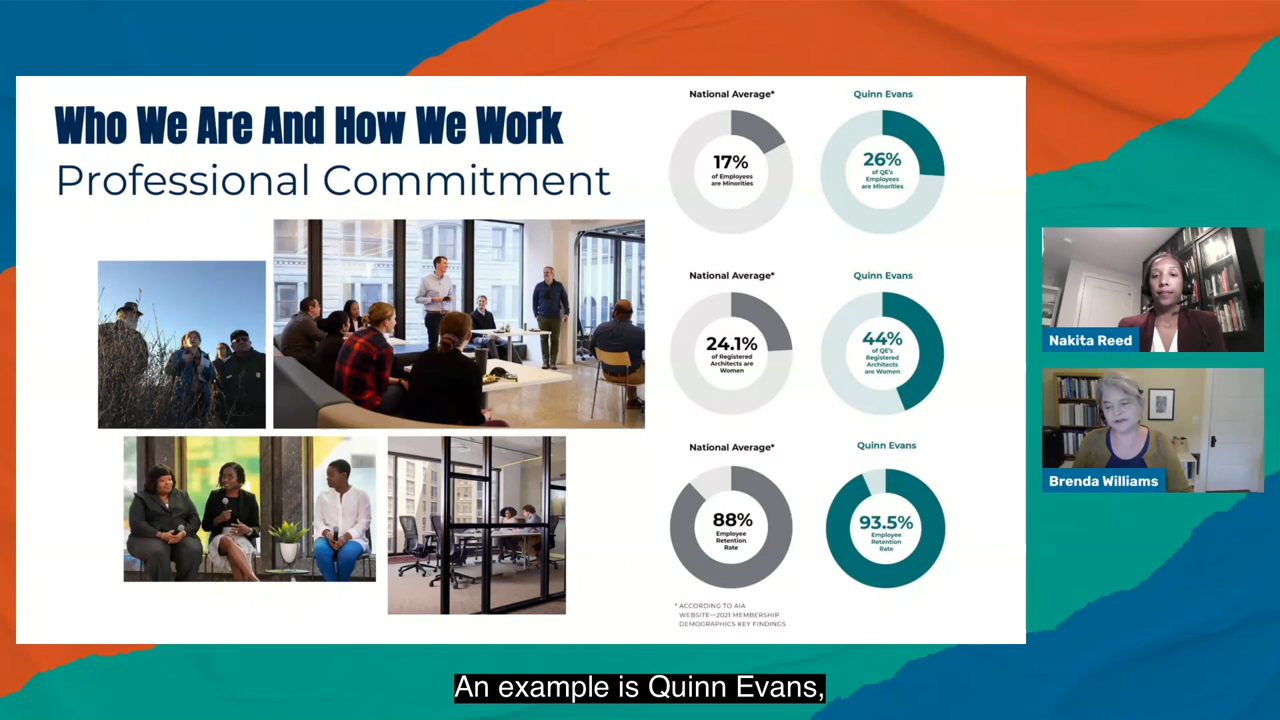 Who We Are And How We Work
Professional Commitment
National Average*
17%
of Employees
are Minorities
Quinn Evans
26%
of QE's
Employees
are Minorities
National Average*
24.1%
of Registered
Architects are
Women
Quinn Evans
44%
of QE's
Registered
Architects
are Women
National Average*
88%
Employee
Retention
Rate
Quinn Evans
93.5%
Employee
Retention
Rate
* ACCORDING TO AIA
WEBSITE—2021 MEMBERSHIP
DEMOGRAPHICS KEY FINDINGS
Nakita Reed
Brenda Williams
An example is Quinn Evans,